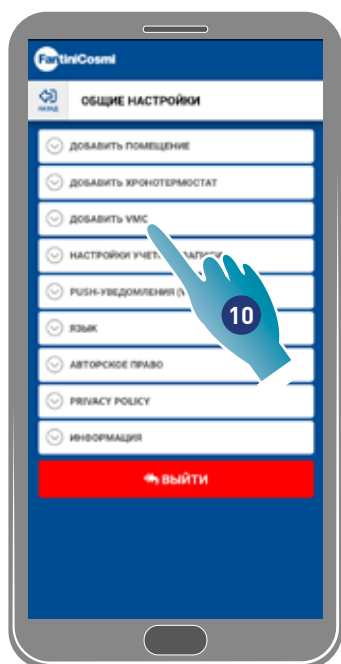 FantiniCosmi
НАЗАД
ОБЩИЕ НАСТРОЙКИ
ДОБАВИТЬ ПОМЕЩЕНИЕ
ДОБАВИТЬ ХРОНОТЕРМОСТАТ
ДОБАВИТЬ VMC
НАСТРОЙКИ
PUSH-УВЕДОМЛЕНИЯ
10
ЯЗЫК
АВТОРСКОЕ ПРАВО
PRIVACY POLICY
ИНФОРМАЦИЯ
ВЫЙТИ